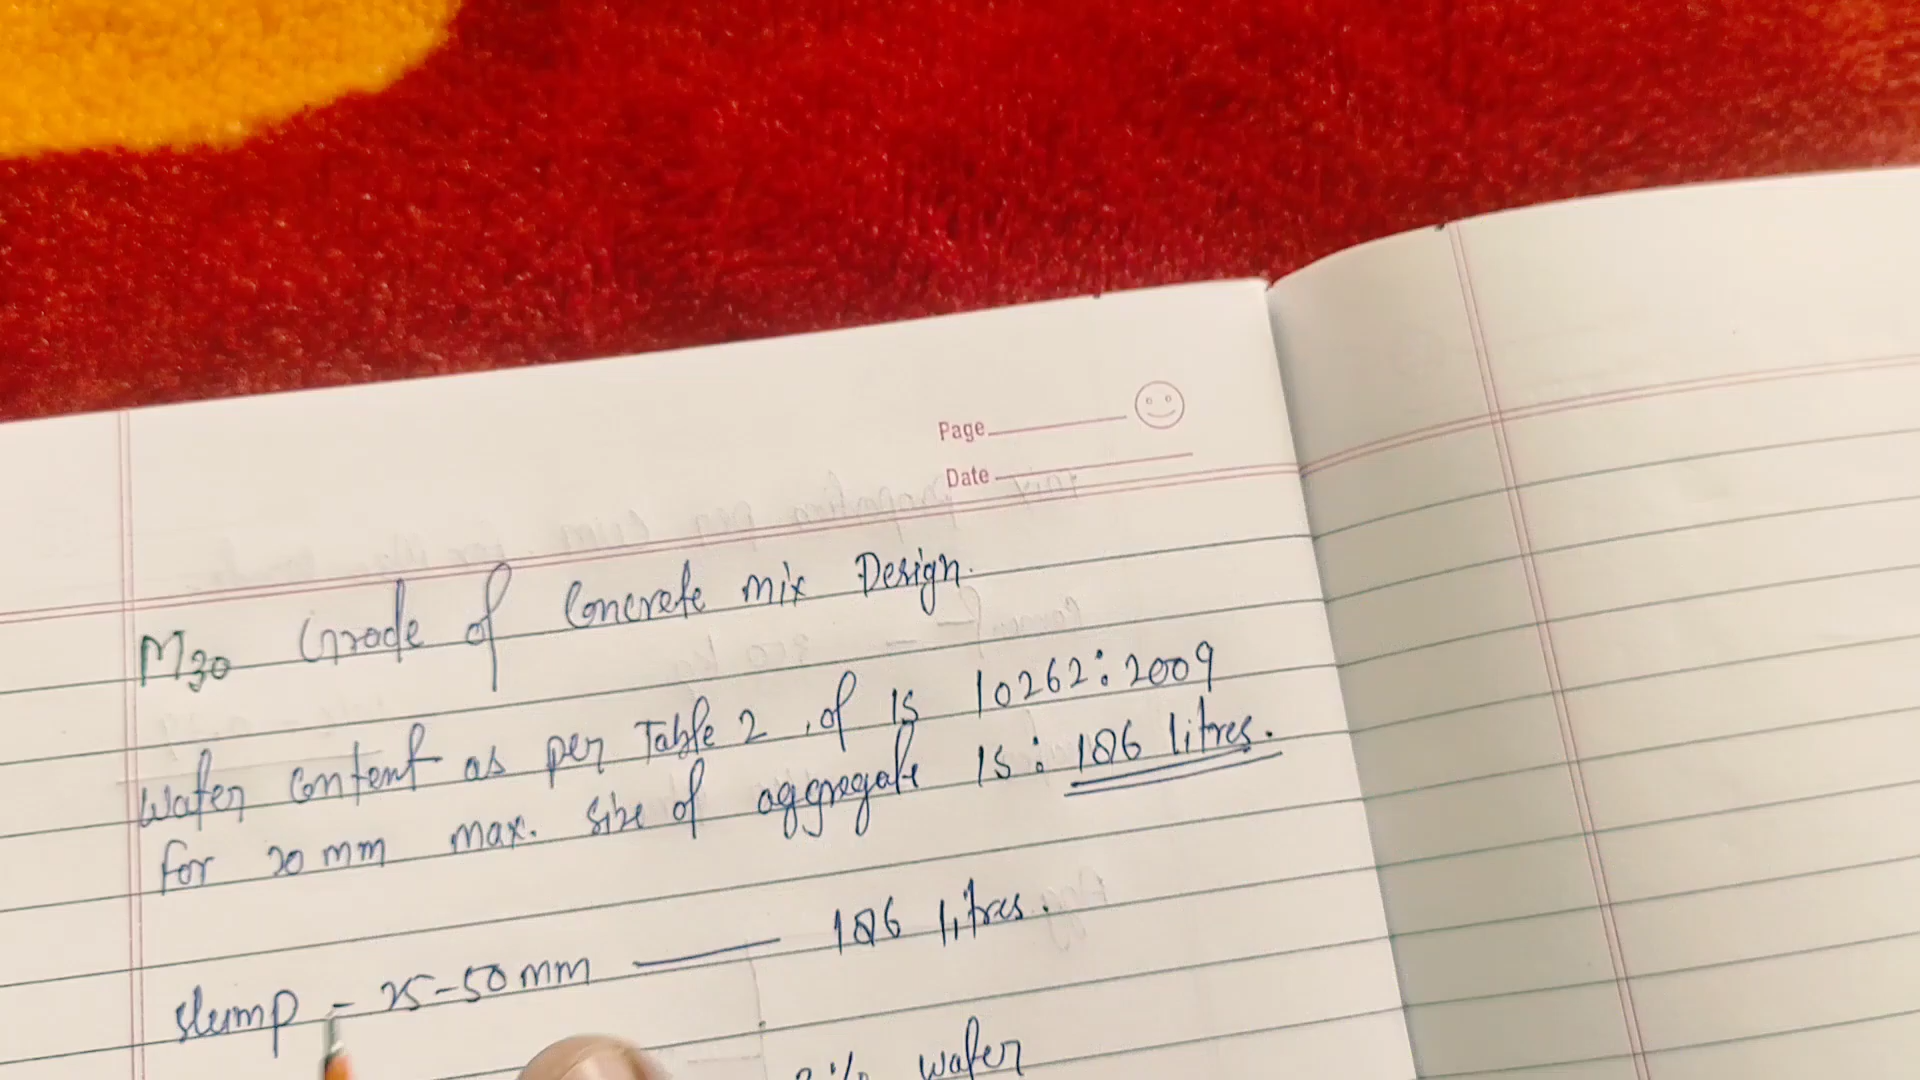 Page
Date
M30 Grade of Concrete mix Design.
Water Content as per Table 2, of IS 10262:2009
for 20 mm max. size of aggregate is: 186 litres.
slump - 25-50 mm — 186 litres.
% water